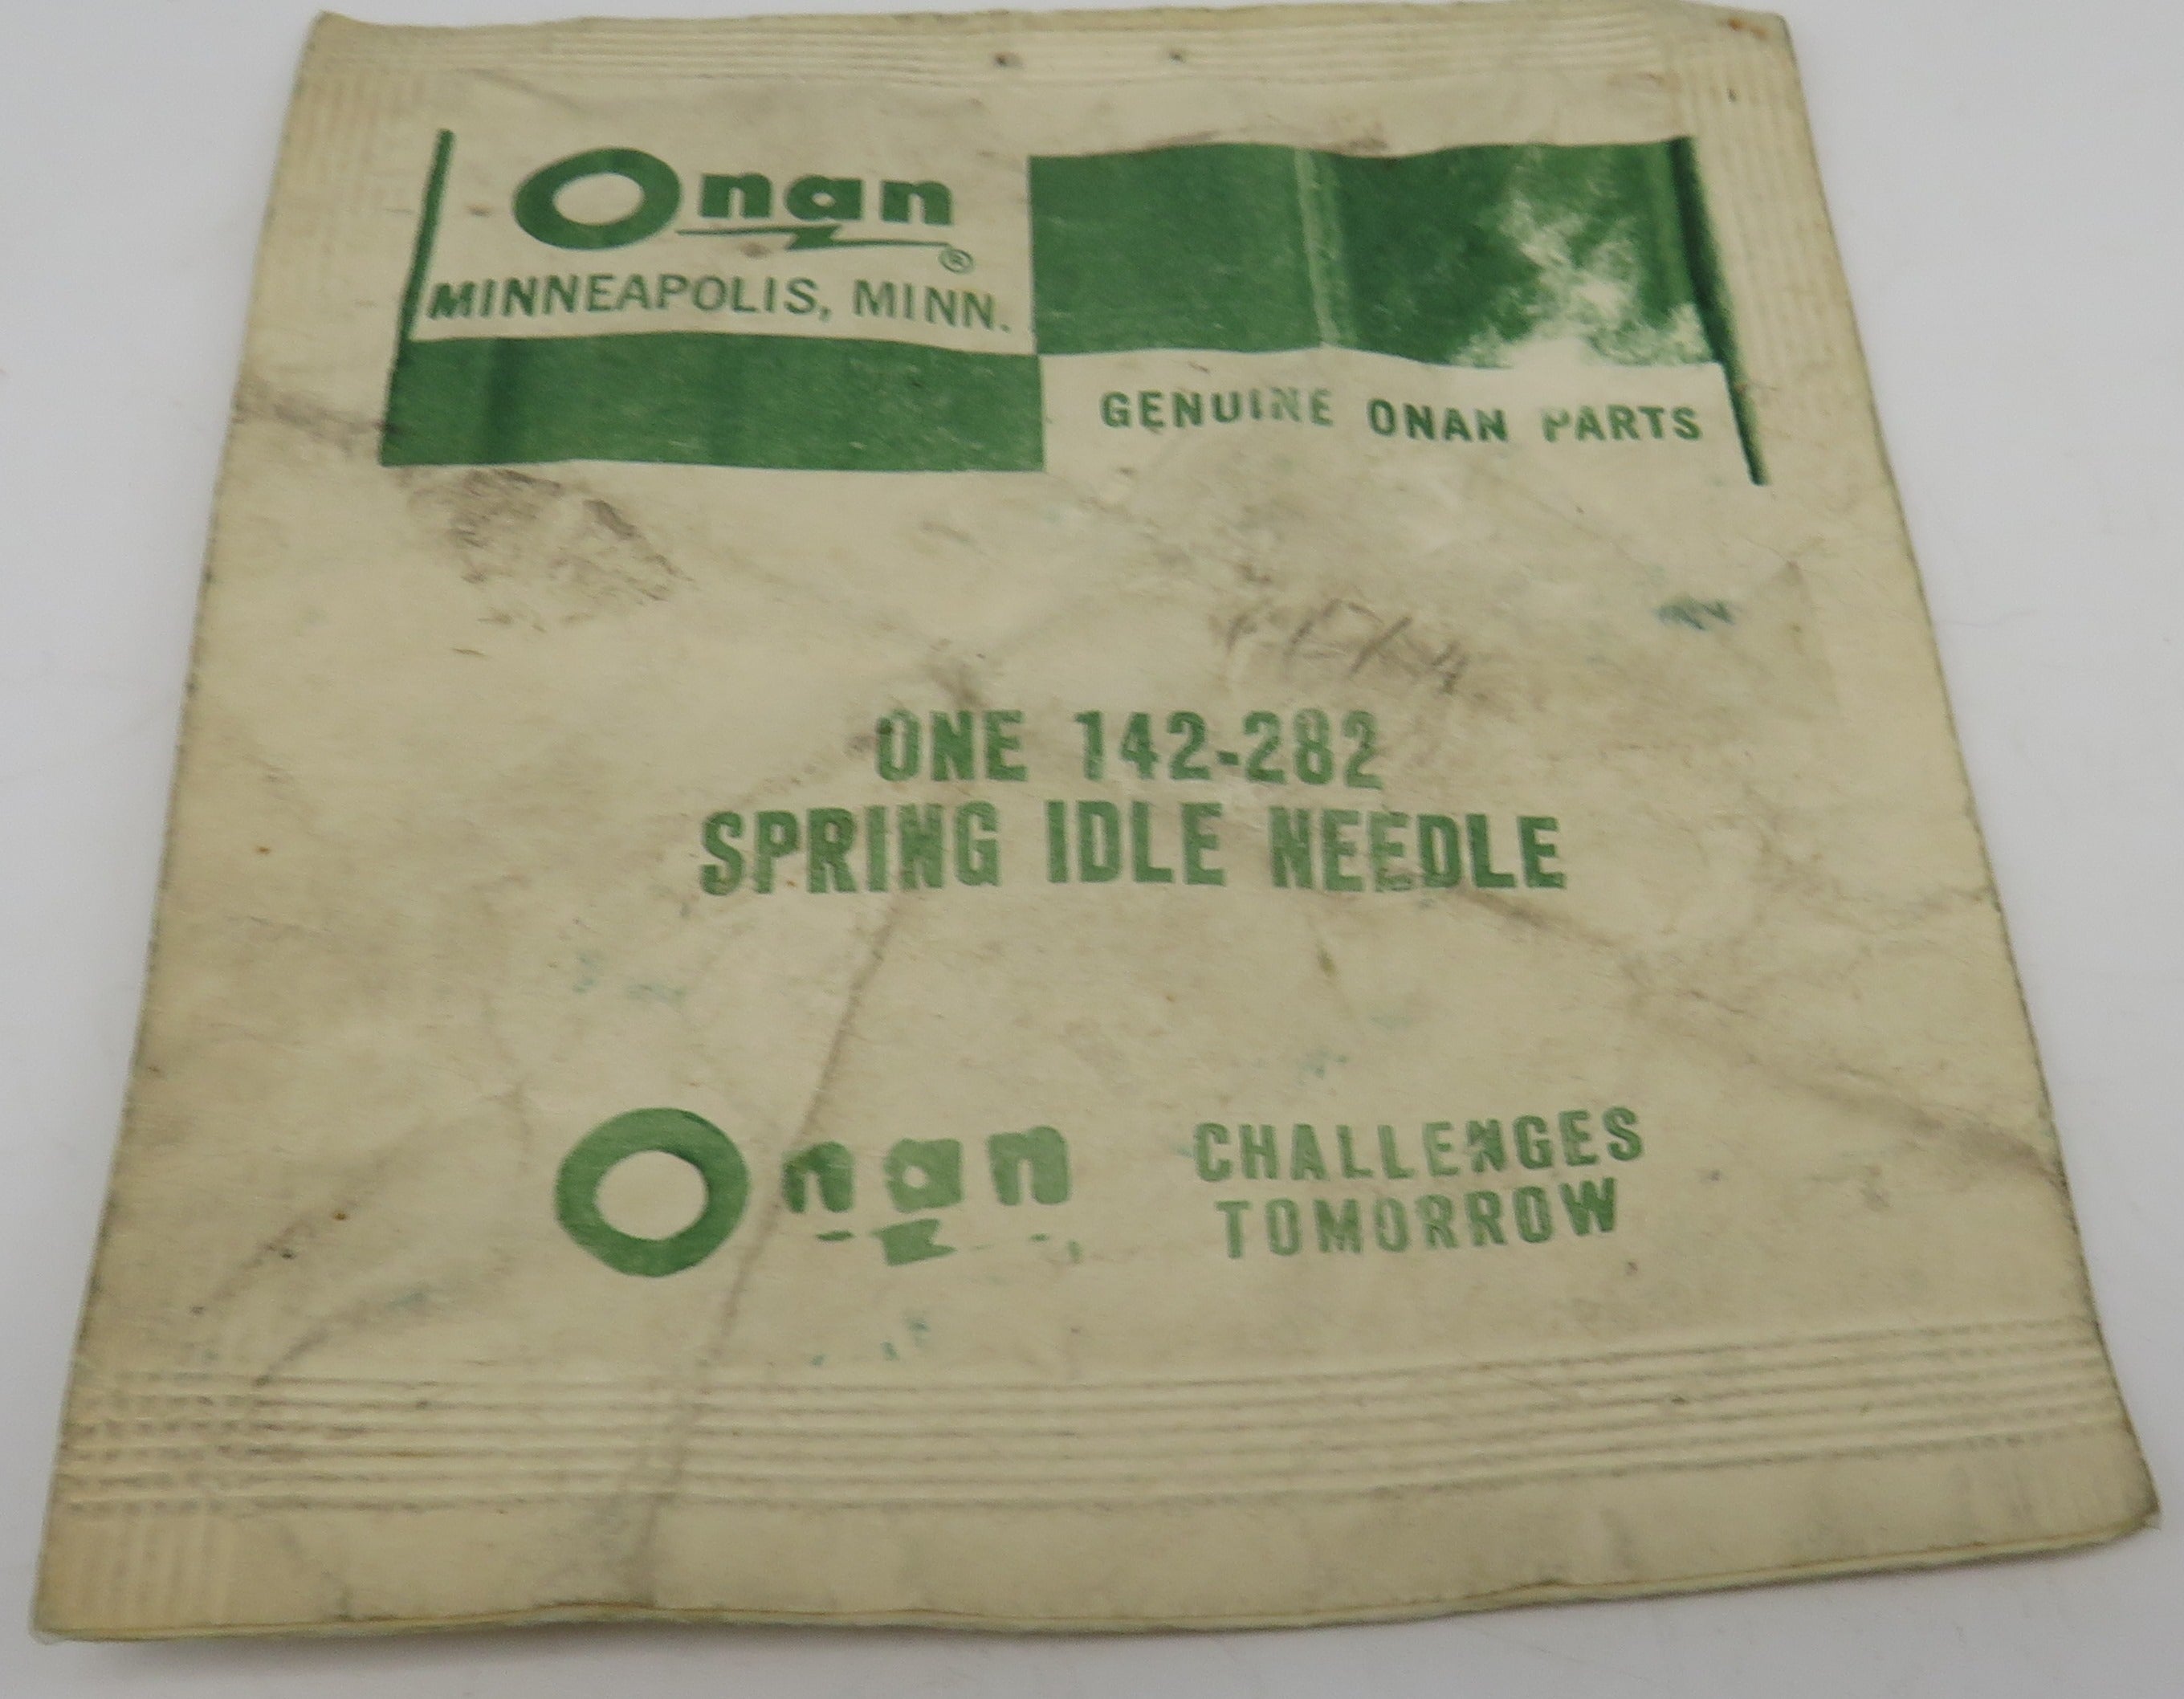 Onan
®
MINNEAPOLIS, MINN.
GENUINE ONAN PARTS
ONE 142-282
SPRING IDLE NEEDLE
Onan CHALLENGES
TOMORROW